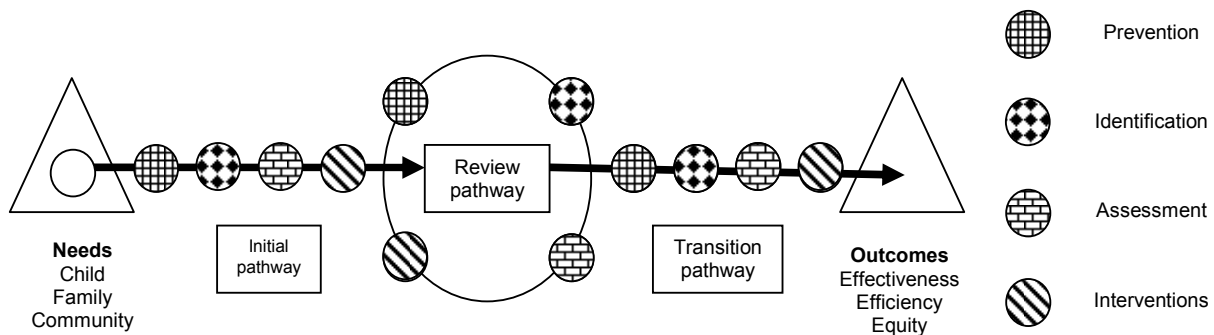 Needs
Child
Family
Community
Initial
pathway
Review
pathway
Transition
pathway
Outcomes
Effectiveness
Efficiency
Equity
Prevention
Identification
Assessment
Interventions